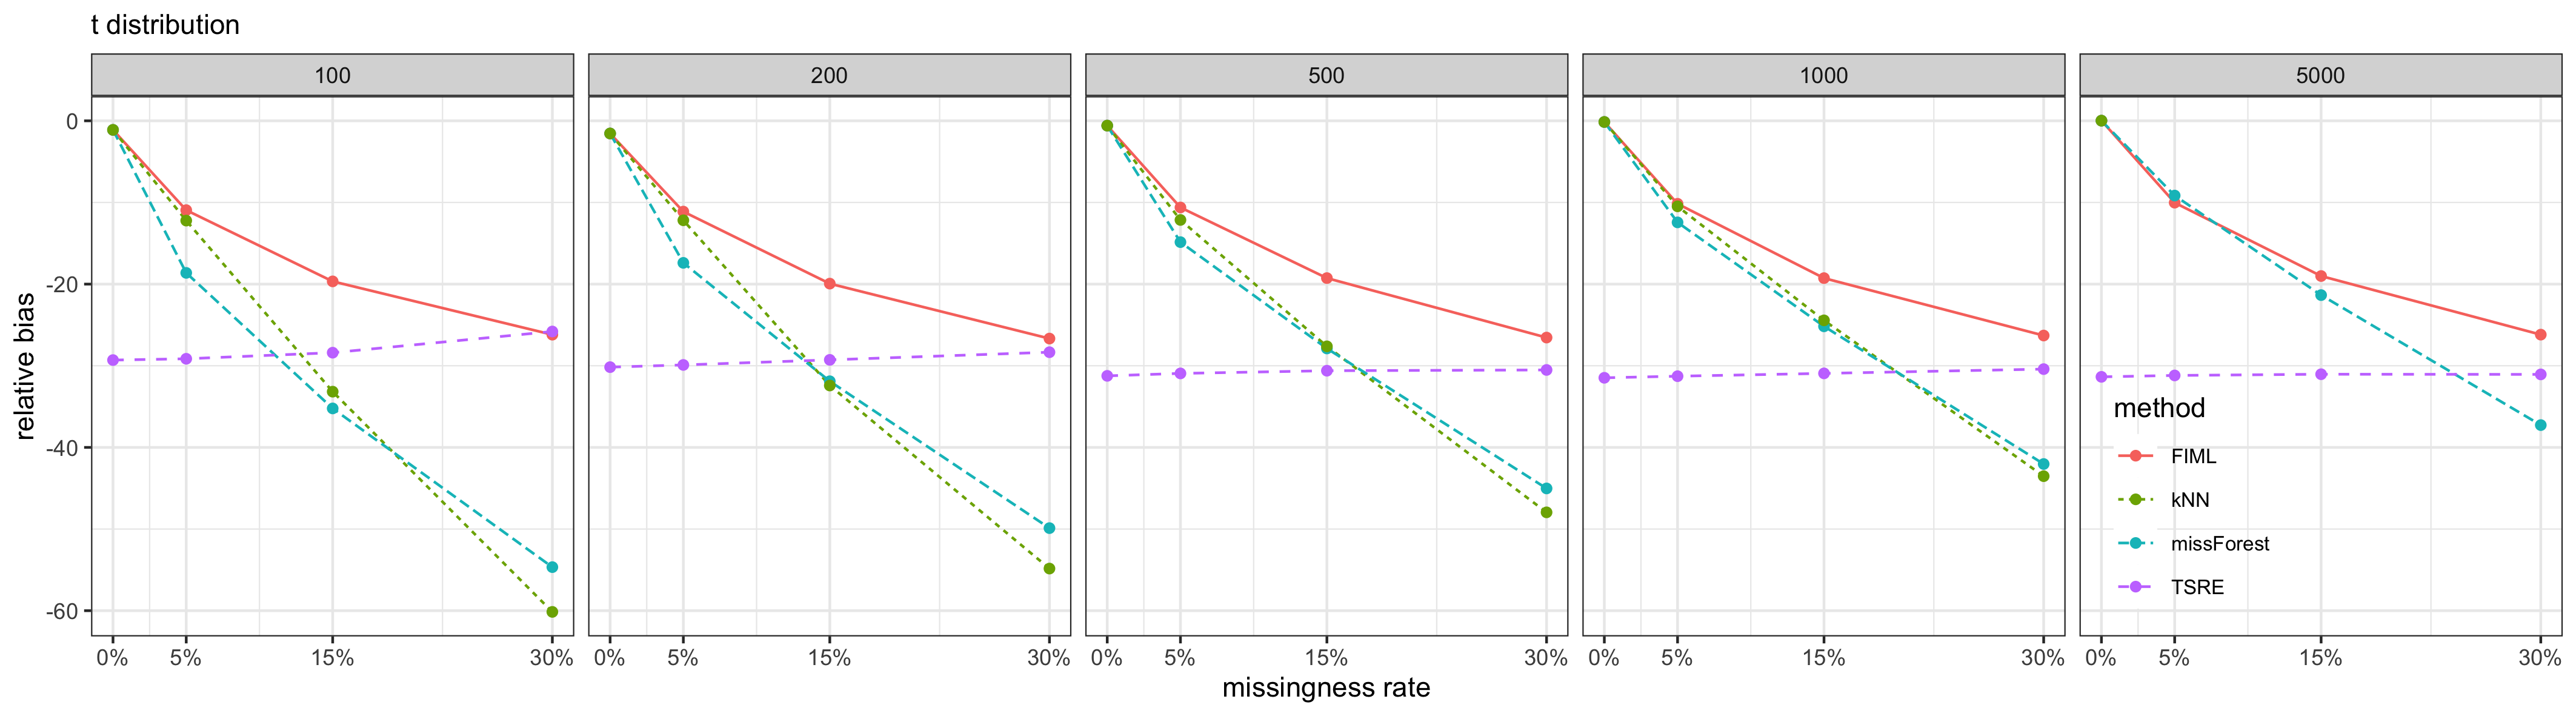 t distribution
100 200 500 1000 5000
0
-20
-40
-60
relative bias
method
FIML
kNN
missForest
TSRE
0% 5% 15% 30% 0% 5% 15% 30% 0% 5% 15% 30% 0% 5% 15% 30% 0% 5% 15% 30%
missingness rate